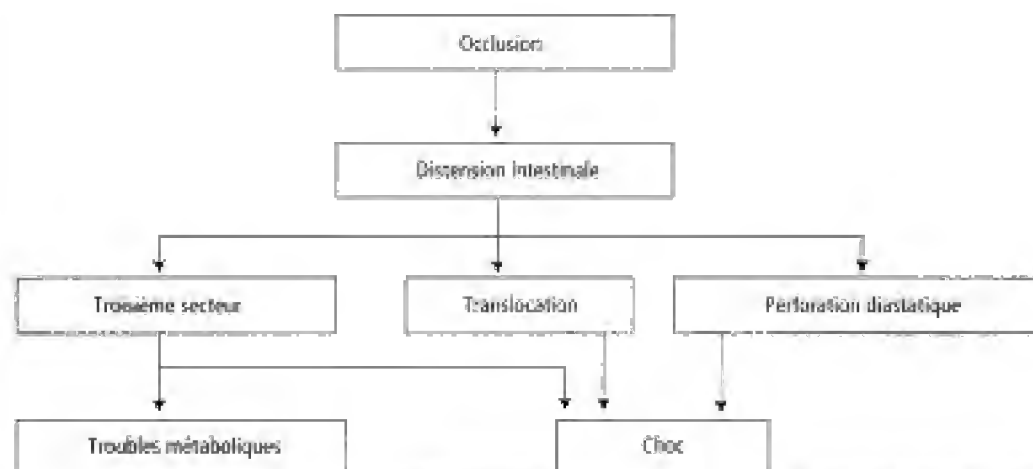 Occlusion
Distension intestinale
Troisième secteur
Translocation
Perforation diastatique
Troubles métaboliques
Choc